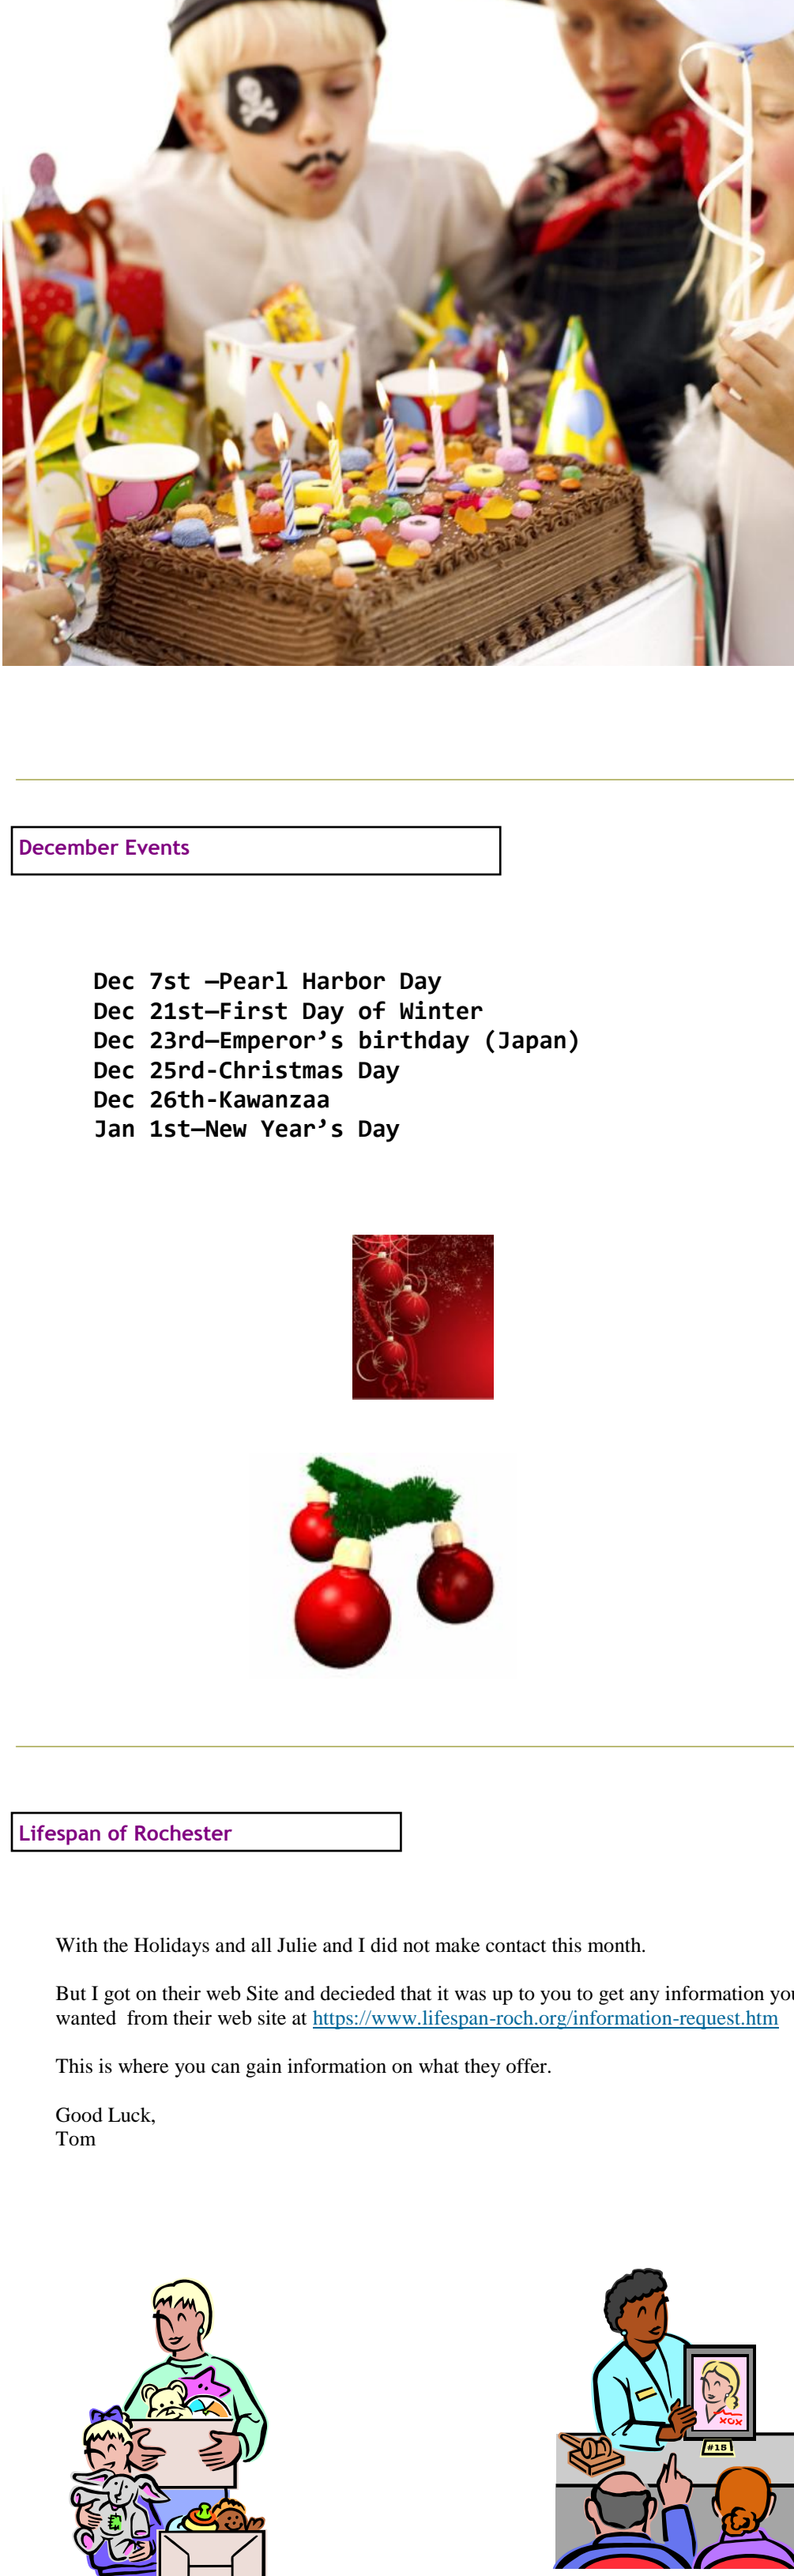 December Events
Dec 7st –Pearl Harbor Day
Dec 21st–First Day of Winter
Dec 23rd–Emperor’s birthday (Japan)
Dec 25rd-Christmas Day
Dec 26th-Kawanzaa
Jan 1st–New Year’s Day
Lifespan of Rochester
With the Holidays and all Julie and I did not make contact this month.
But I got on their web Site and decieded that it was up to you to get any information you
wanted from their web site at https://www.lifespan-roch.org/information-request.htm
This is where you can gain information on what they offer.
Good Luck,
Tom
XOX
#15